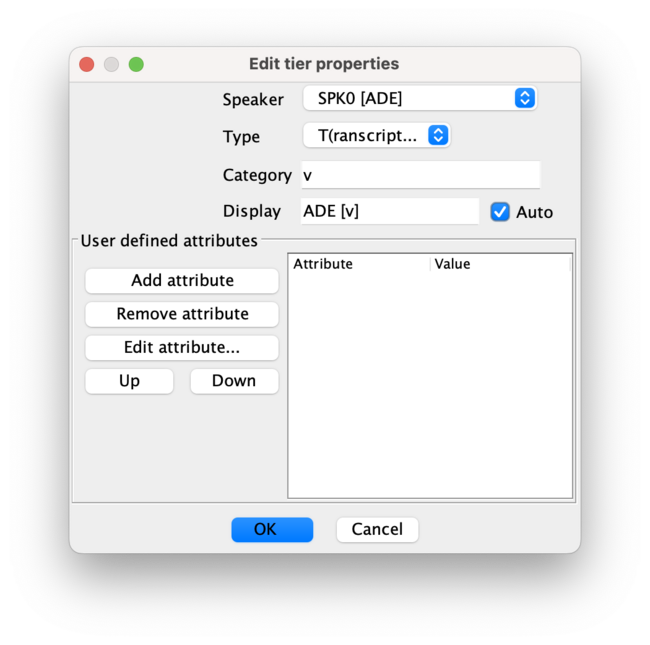 Edit tier properties
Speaker SPK0 [ADE]
Type T(ranscript...
Category v
Display ADE [v] Auto
User defined attributes
Attribute Value
Add attribute
Remove attribute
Edit attribute...
Up Down
OK Cancel